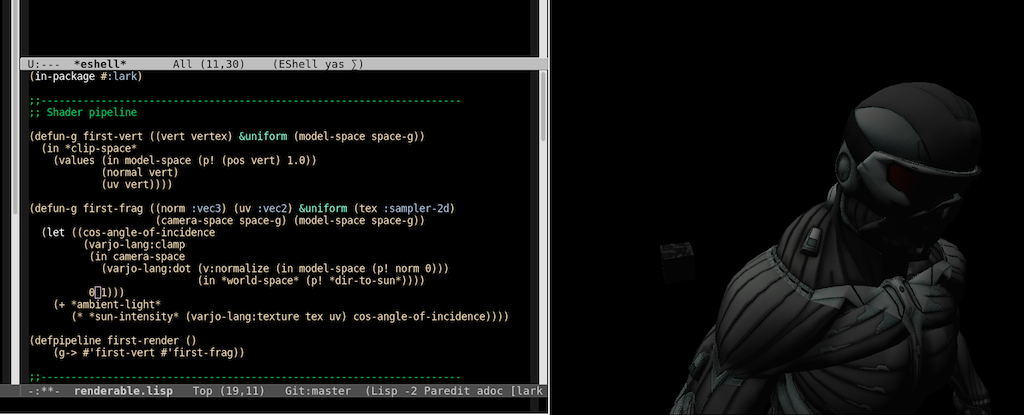 U:---  *eshell*       All (11,30)    (EShell yas ∑)
(in-package #:lark)
;;----------------------------------------------------------------------
;; Shader pipeline
(defun-g first-vert ((vert vertex) &uniform (model-space space-g))
  (in *clip-space*
    (values (in model-space (p! (pos vert) 1.0))
            (normal vert)
            (uv vert))))
(defun-g first-frag ((norm :vec3) (uv :vec2) &uniform (tex :sampler-2d)
                     (camera-space space-g) (model-space space-g))
  (let ((cos-angle-of-incidence
         (varjo-lang:clamp
          (in camera-space
            (varjo-lang:dot (v:normalize (in model-space (p! norm 0)))
                            (in *world-space* (p! *dir-to-sun*))))
          0 1)))
    (+ *ambient-light*
       (* *sun-intensity* (varjo-lang:texture tex uv) cos-angle-of-incidence))))
(defpipeline first-render ()
    (g-> #'first-vert #'first-frag))
;;----------------------------------------------------------------------
-:**-  renderable.lisp   Top (19,11)   Git:master  (Lisp -2 Paredit adoc [lark